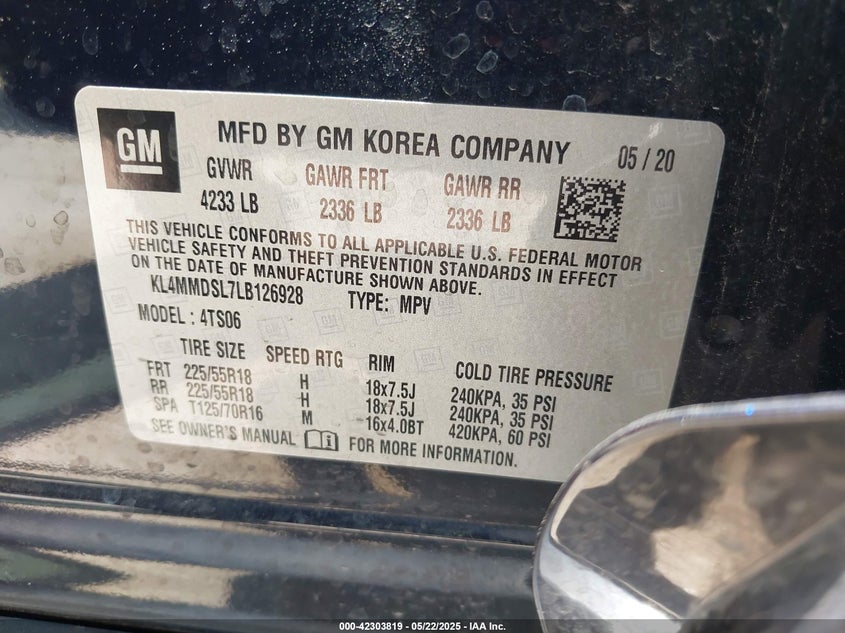 GM
MFD BY GM KOREA COMPANY 05 / 20
GVWR GAWR FRT GAWR RR
4233 LB 2336 LB 2336 LB
THIS VEHICLE CONFORMS TO ALL APPLICABLE U.S. FEDERAL MOTOR
VEHICLE SAFETY AND THEFT PREVENTION STANDARDS IN EFFECT
ON THE DATE OF MANUFACTURE SHOWN ABOVE.
KL4MMDSL7LB126928 TYPE: MPV
MODEL : 4TS06
TIRE SIZE SPEED RTG RIM COLD TIRE PRESSURE
FRT 225/55R18 H 18x7.5J 240KPA, 35 PSI
RR 225/55R18 H 18x7.5J 240KPA, 35 PSI
SPA T125/70R16 M 16x4.0BT 420KPA, 60 PSI
SEE OWNER'S MANUAL FOR MORE INFORMATION.
000-42303819 - 05/22/2025 - IAA Inc.